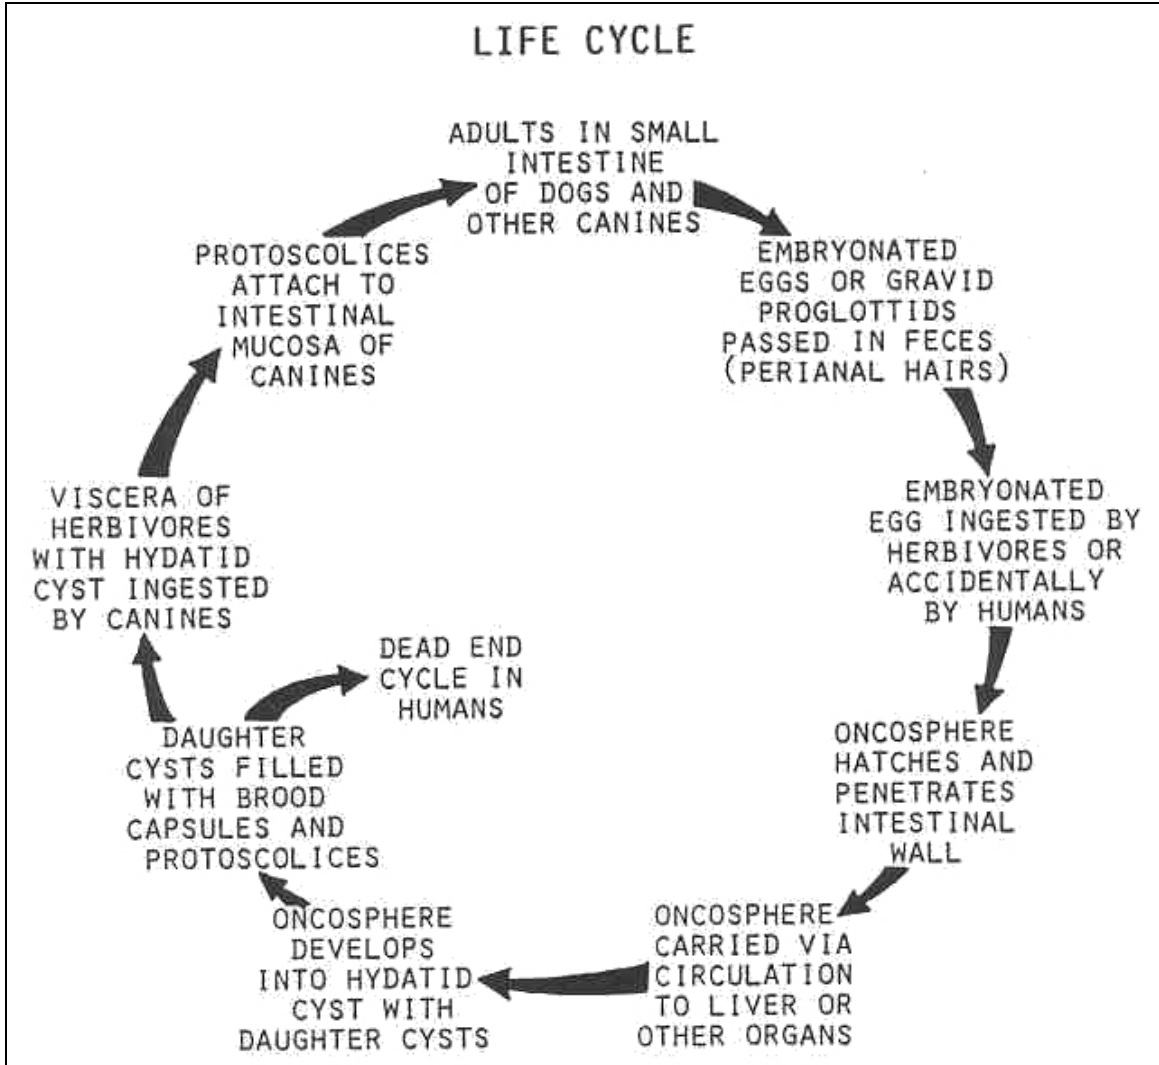 LIFE CYCLE
ADULTS IN SMALL
INTESTINE
OF DOGS AND
OTHER CANINES
EMBRYONATED
EGGS OR GRAVID
PROGLOTTIDS
PASSED IN FECES
(PERIANAL HAIRS)
EMBRYONATED
EGG INGESTED BY
HERBIVORES OR
ACCIDENTALLY
BY HUMANS
ONCOSPHERE
HATCHES AND
PENETRATES
INTESTINAL
WALL
ONCOSPHERE
CARRIED VIA
CIRCULATION
TO LIVER OR
OTHER ORGANS
ONCOSPHERE
DEVELOPS
INTO HYDATID
CYST WITH
DAUGHTER CYSTS
DAUGHTER
CYSTS FILLED
WITH BROOD
CAPSULES AND
PROTOSCOLICES
DEAD END
CYCLE IN
HUMANS
VISCERA OF
HERBIVORES
WITH HYDATID
CYST INGESTED
BY CANINES
PROTOSCOLICES
ATTACH TO
INTESTINAL
MUCOSA OF
CANINES